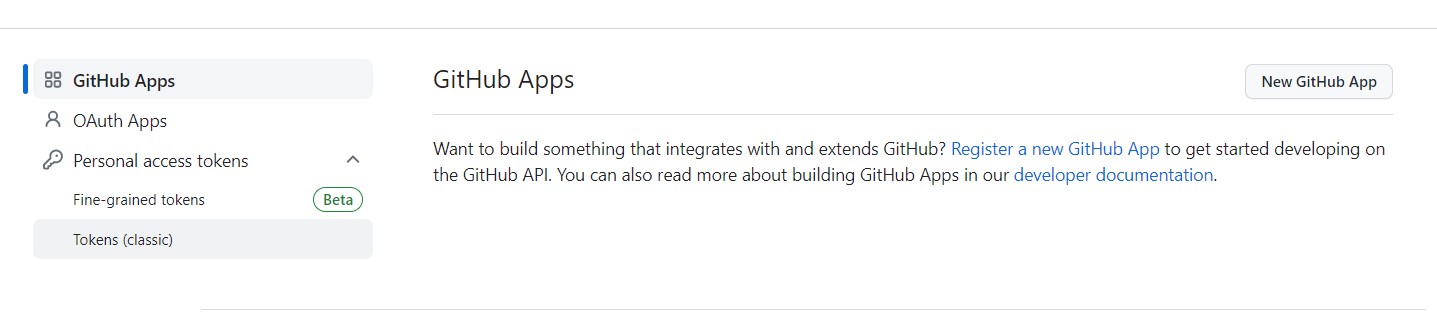 GitHub Apps
OAuth Apps
Personal access tokens
Fine-grained tokens Beta
Tokens (classic)
GitHub Apps
New GitHub App
Want to build something that integrates with and extends GitHub? Register a new GitHub App to get started developing on
the GitHub API. You can also read more about building GitHub Apps in our developer documentation.